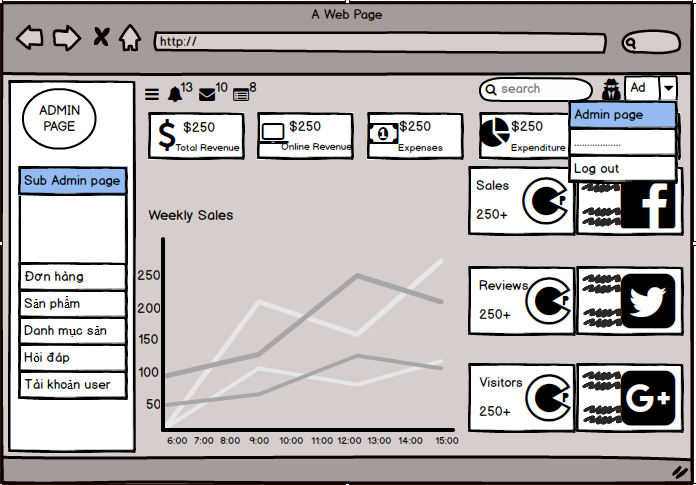 A Web Page
http://
ADMIN
PAGE
13
10
8
search
Ad
Admin page
....................
Log out
$250
Total Revenue
$250
Online Revenue
1
$250
Expenses
$250
Expenditure
Sub Admin page
Đơn hàng
Sản phẩm
Danh mục sản
Hỏi đáp
Tài khoản user
Weekly Sales
250
200
150
100
50
6:00 7:00 8:00 9:00 10:00 11:00 12:00 13:00 14:00 15:00
Sales
250+
P
f
Reviews
250+
P
Visitors
250+
P
G+